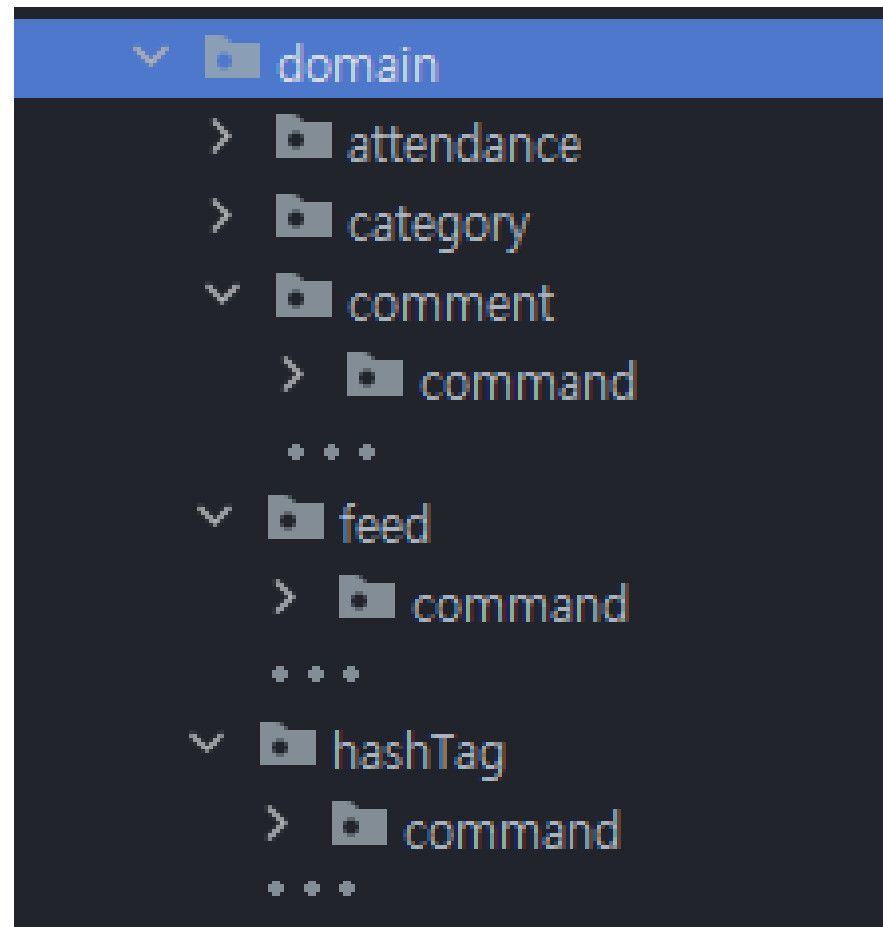 domain
attendance
category
comment
command
...
feed
command
...
hashTag
command
...